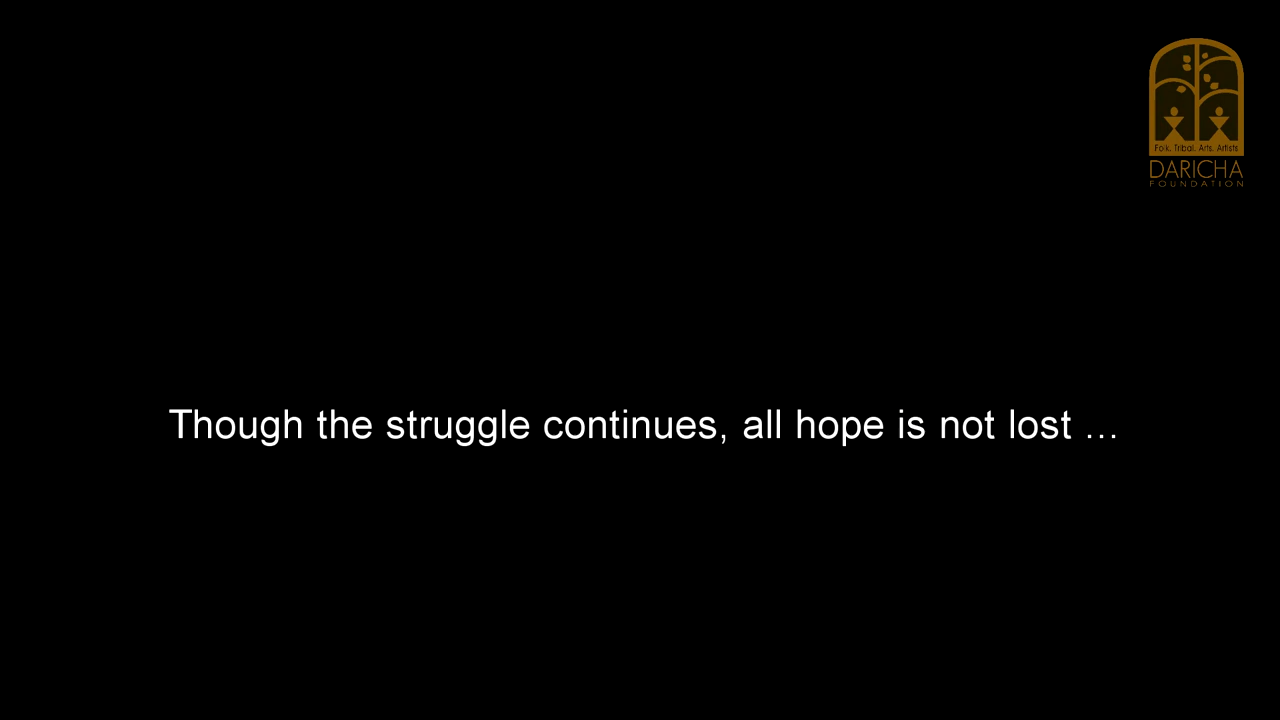 Folk. Tribal. Arts. Artists
DARICHA
FOUNDATION
Though the struggle continues, all hope is not lost ...